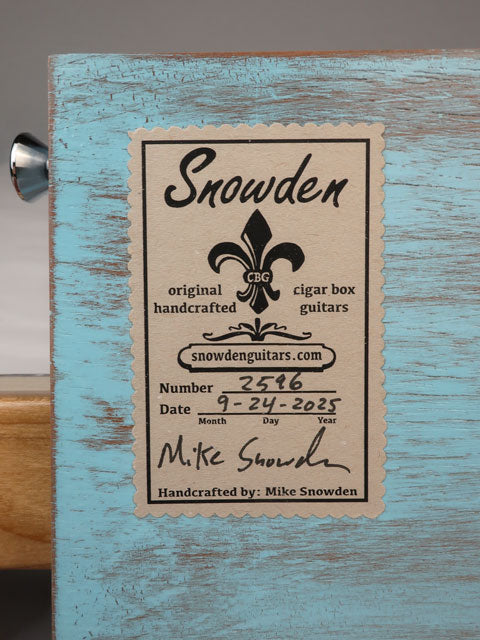 Snowden
CBG
original cigar box
handcrafted guitars
snowdenguitars.com
Number 2596
Date 9-24-2025
Month Day Year
Mike Snowden
Handcrafted by: Mike Snowden